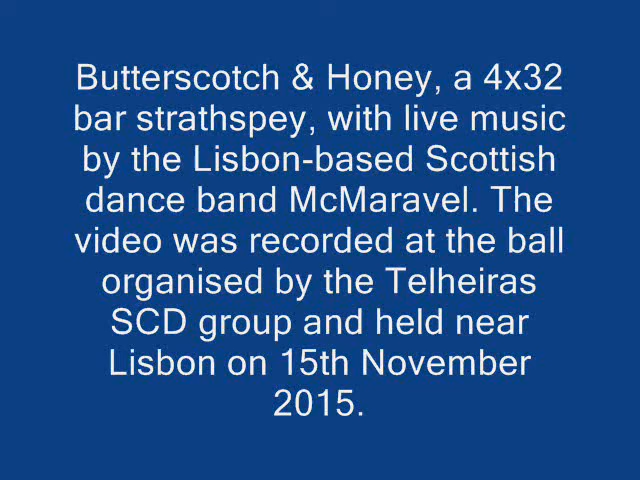 Butterscotch & Honey, a 4x32
bar strathspey, with live music
by the Lisbon-based Scottish
dance band McMaravel. The
video was recorded at the ball
organised by the Telheiras
SCD group and held near
Lisbon on 15th November
2015.